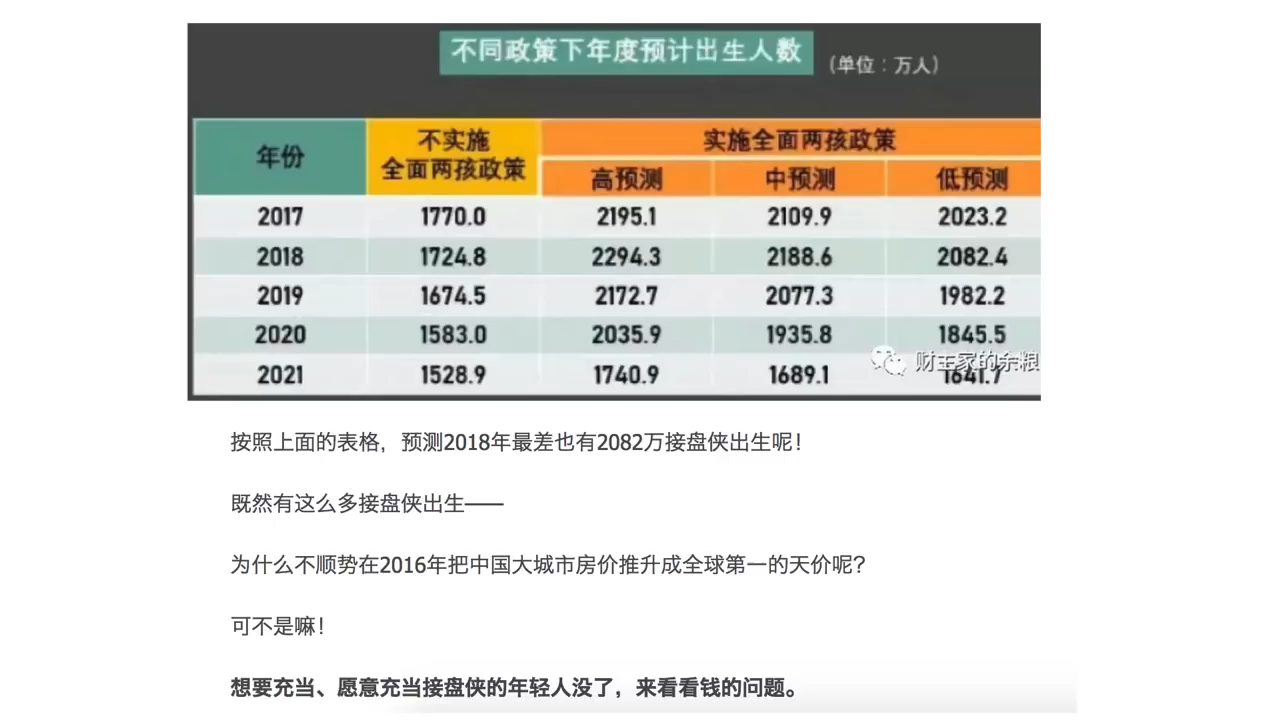 不同政策下年度预计出生人数 (单位：万人)
年份 不实施 全面两孩政策 实施全面两孩政策
高预测 中预测 低预测
2017 1770.0 2195.1 2109.9 2023.2
2018 1724.8 2294.3 2188.6 2082.4
2019 1674.5 2172.7 2077.3 1982.2
2020 1583.0 2035.9 1935.8 1845.5
财主家的余粮
2021 1528.9 1740.9 1689.1 1641.7
按照上面的表格，预测2018年最差也有2082万接盘侠出生呢！
既然有这么多接盘侠出生——
为什么不顺势在2016年把中国大城市房价推升成全球第一的天价呢？
可不是嘛！
想要充当、愿意充当接盘侠的年轻人没了，来看看钱的问题。